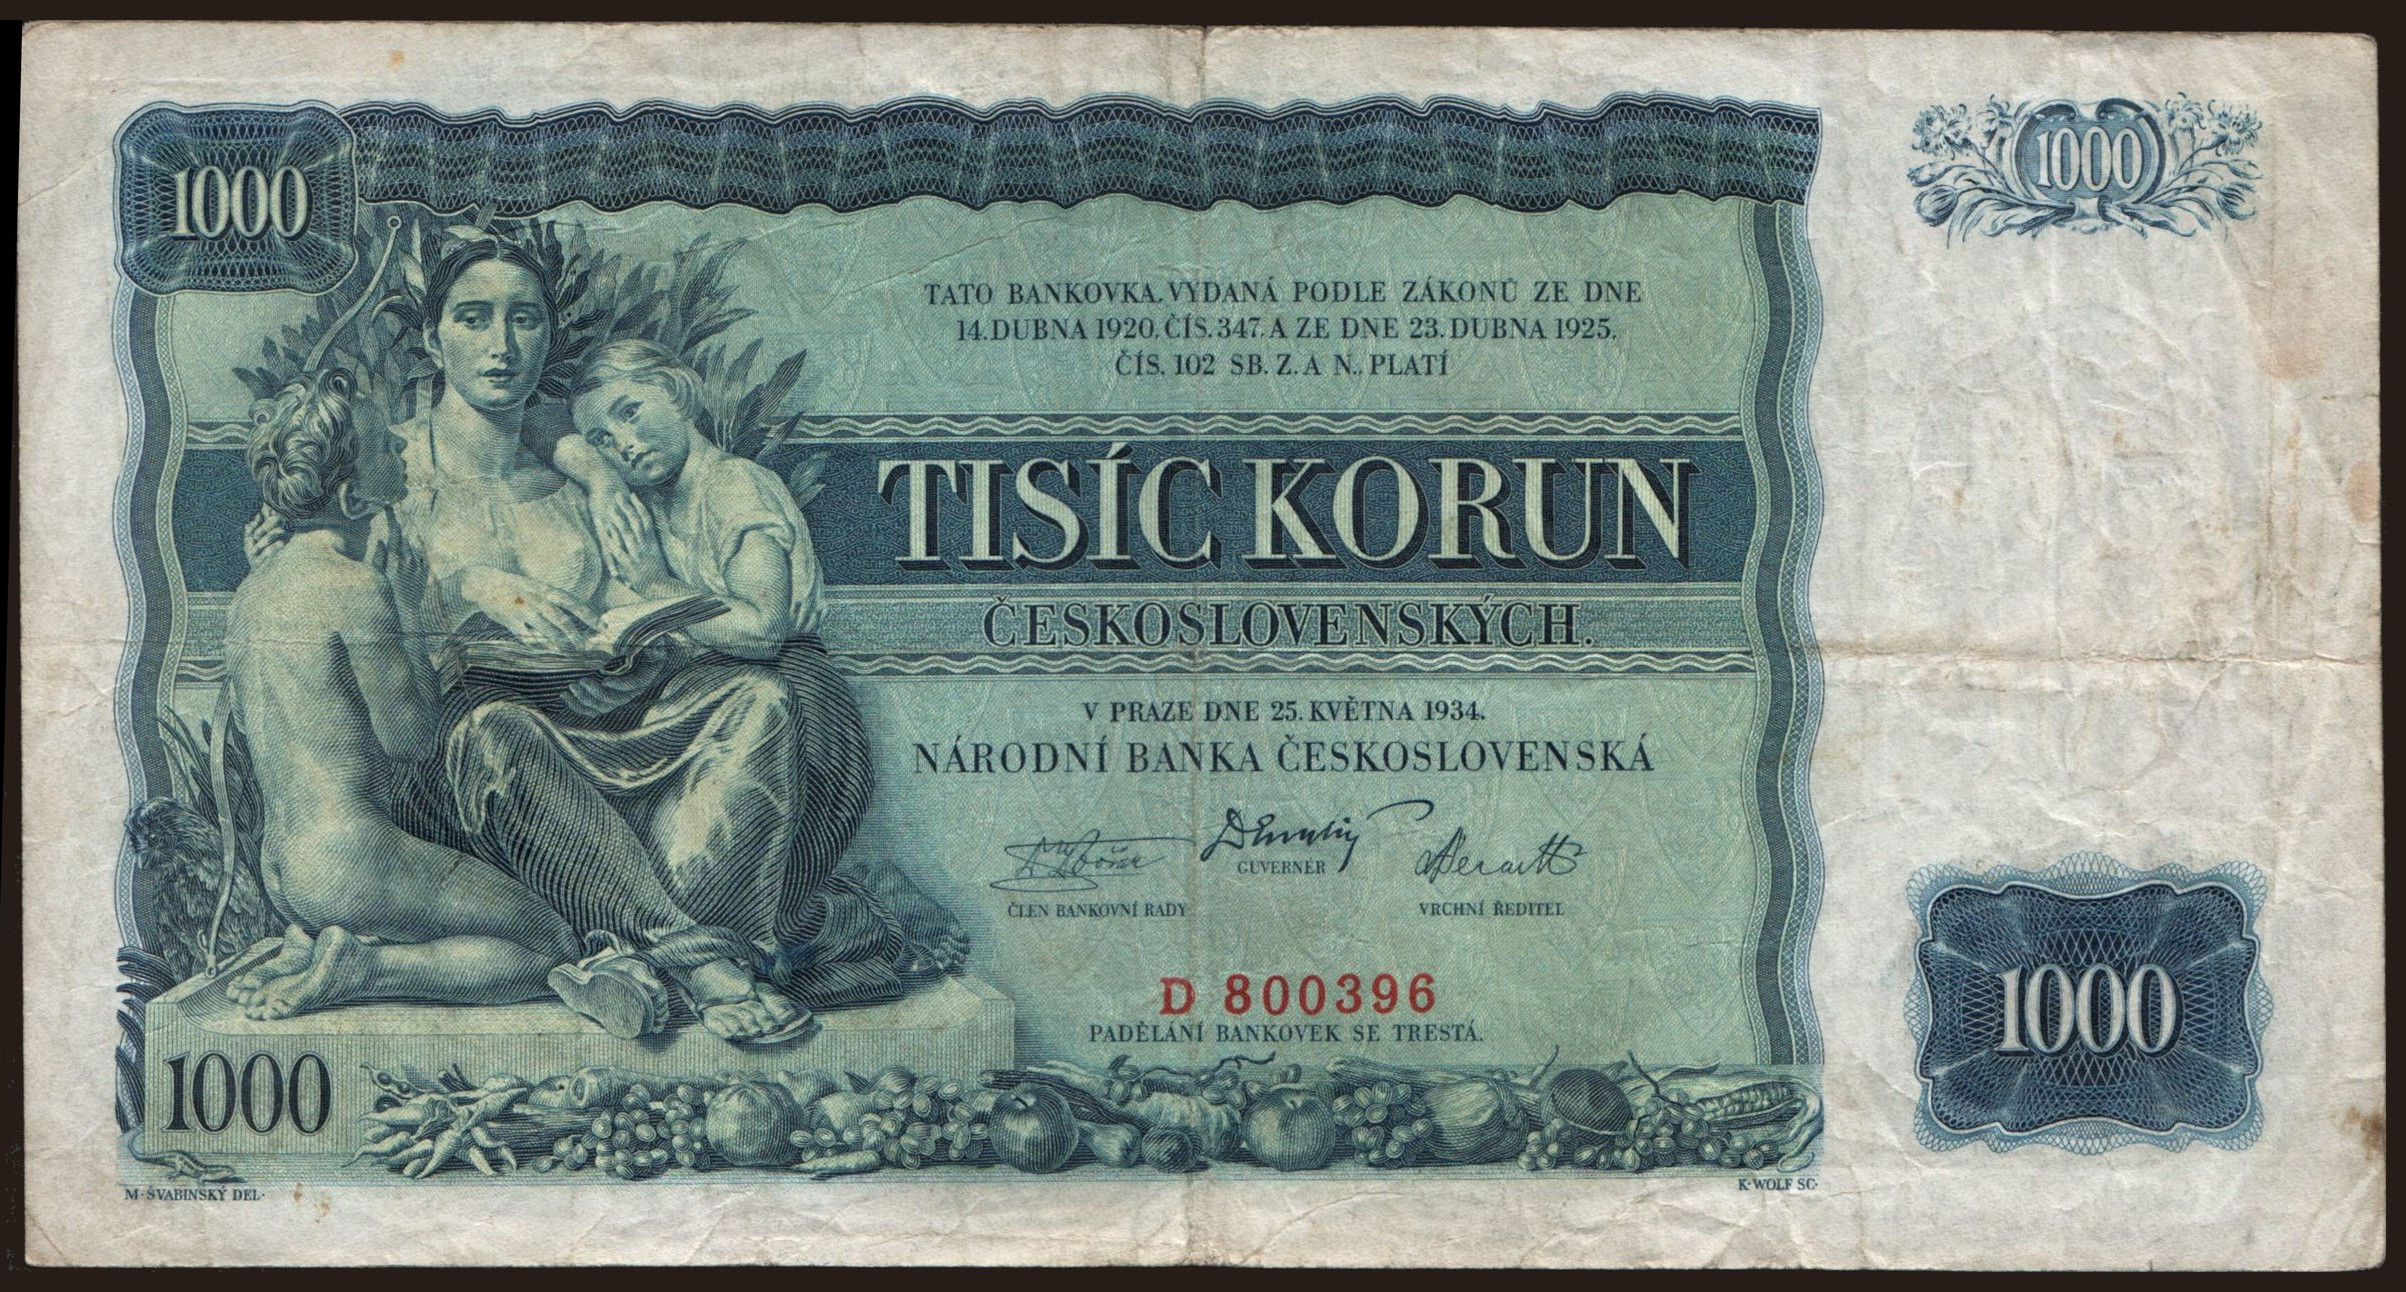 1000
1000
TATO BANKOVKA, VYDANÁ PODLE ZÁKONŮ ZE DNE
14. DUBNA 1920, ČÍS. 347. A ZE DNE 23. DUBNA 1925,
ČÍS. 102 SB. Z. A N., PLATÍ
TISÍC KORUN
ČESKOSLOVENSKÝCH.
V PRAZE DNE 25. KVĚTNA 1934.
NÁRODNÍ BANKA ČESKOSLOVENSKÁ
GUVERNÉR
ČLEN BANKOVNÍ RADY
VRCHNÍ ŘEDITEL
D 800396
PADĚLÁNÍ BANKOVEK SE TRESTÁ.
1000
1000
M. ŠVABINSKÝ DEL.
K. WOLF SC.